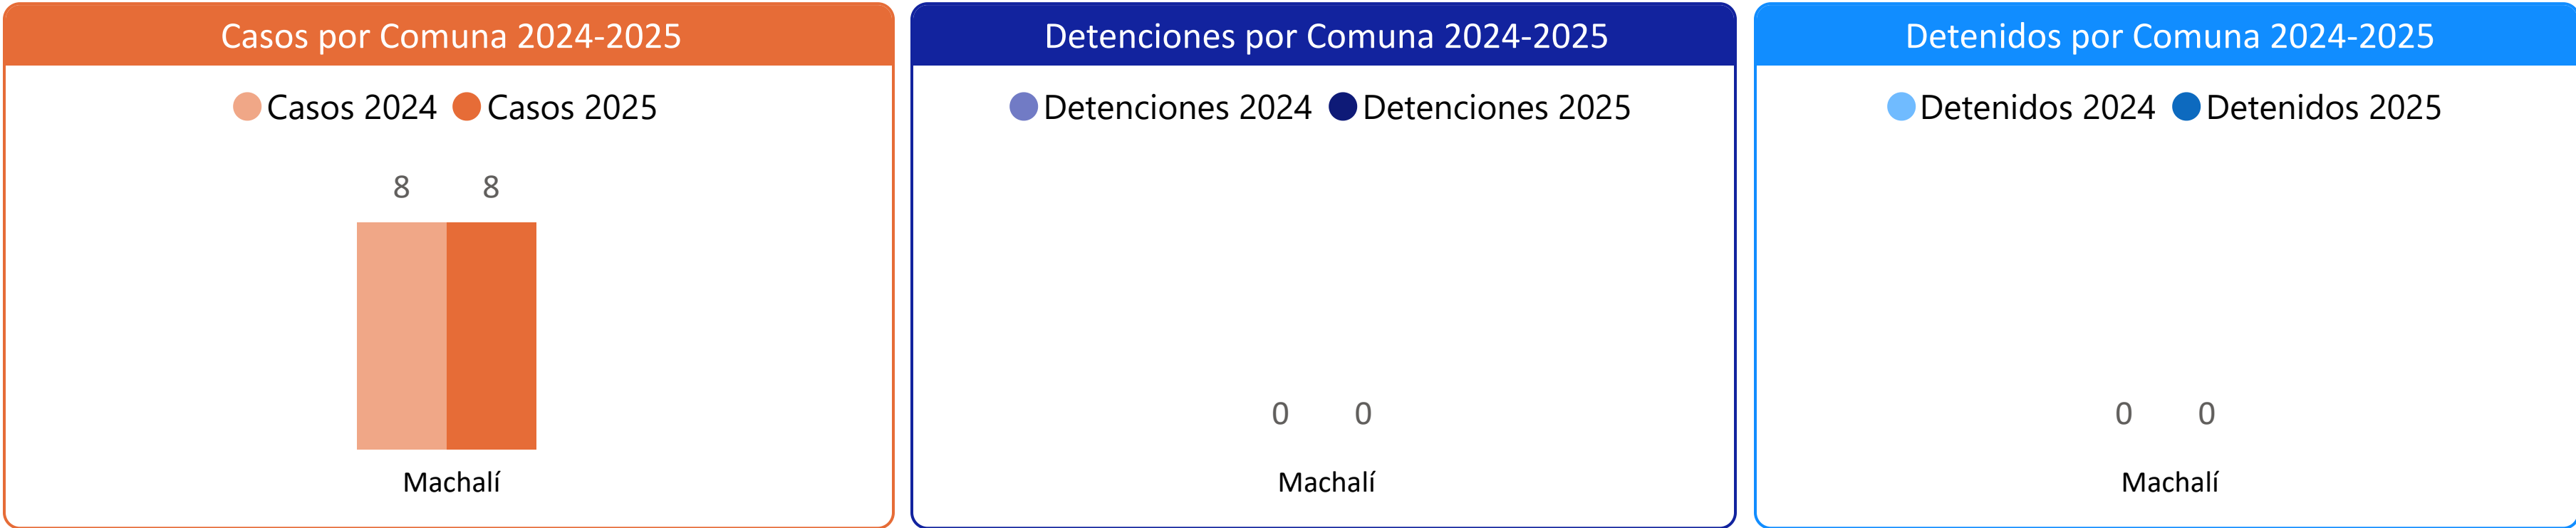 Casos por Comuna 2024-2025
Casos 2024 Casos 2025
8 8
Machalí
Detenciones por Comuna 2024-2025
Detenciones 2024 Detenciones 2025
0 0
Machalí
Detenidos por Comuna 2024-2025
Detenidos 2024 Detenidos 2025
0 0
Machalí